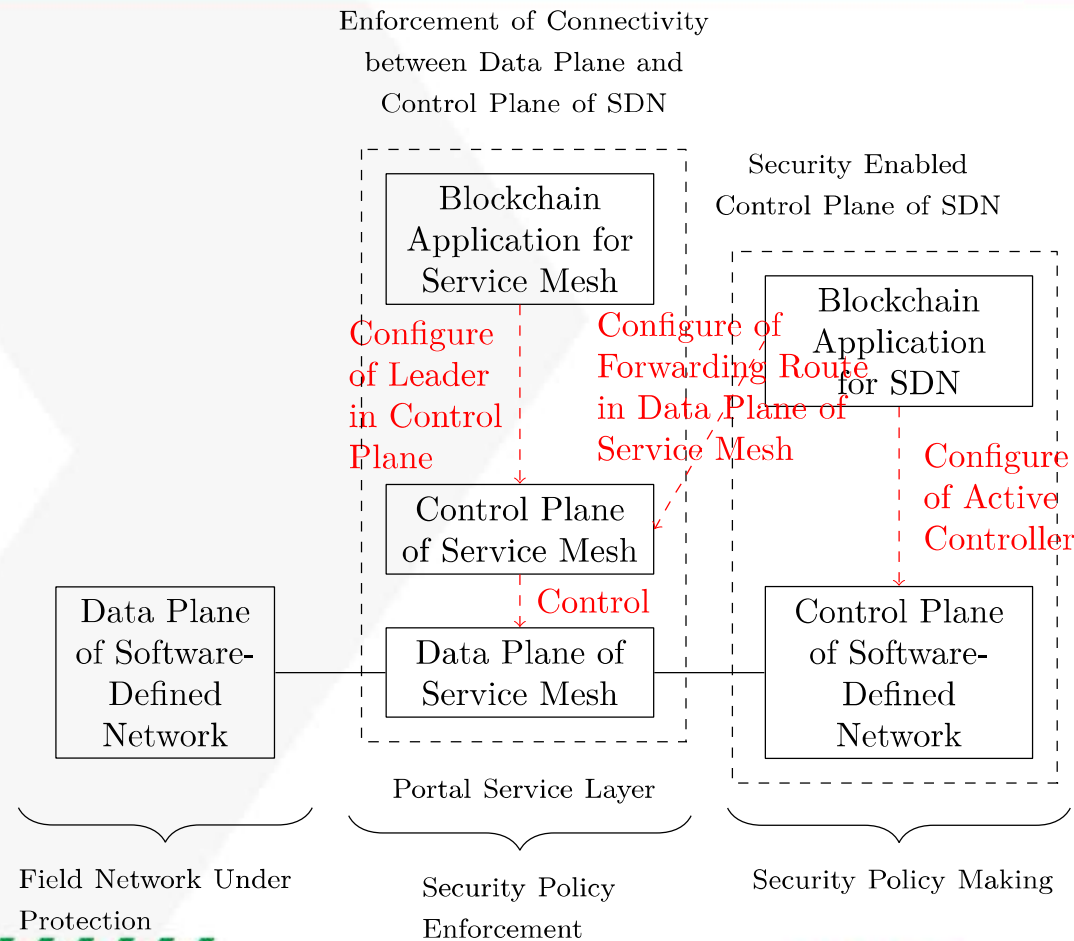 Enforcement of Connectivity
between Data Plane and
Control Plane of SDN
Security Enabled
Control Plane of SDN
Blockchain
Application for
Service Mesh
Blockchain
Application
for SDN
Configure
of Leader
in Control
Plane
Configure of
Forwarding Route
in Data Plane of
Service Mesh
Configure
of Active
Controller
Control Plane
of Service Mesh
Control
Data Plane
of Software-
Defined
Network
Data Plane of
Service Mesh
Control Plane
of Software-
Defined
Network
Portal Service Layer
Field Network Under
Protection
Security Policy
Enforcement
Security Policy Making